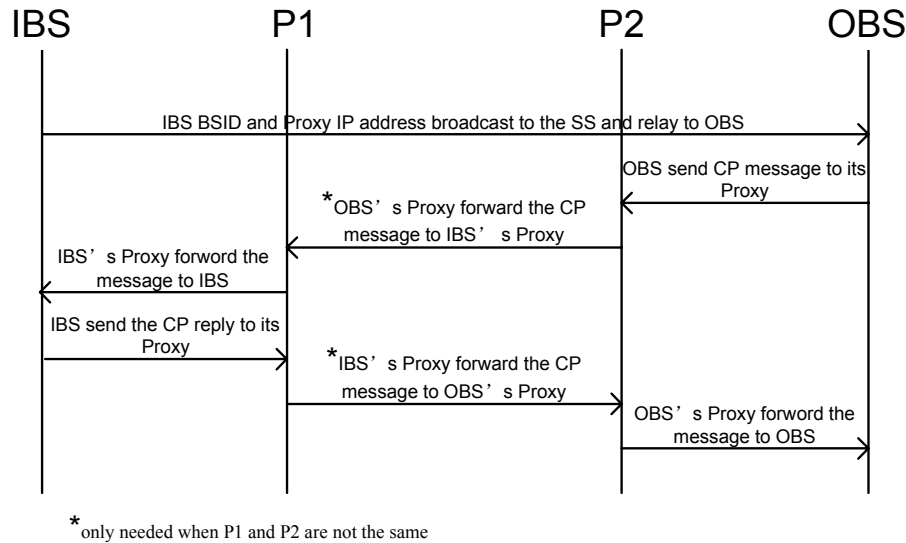 IBS P1 P2 OBS
IBS BSID and Proxy IP address broadcast to the SS and relay to OBS
OBS send CP message to its
Proxy
*OBS’s Proxy forward the CP
message to IBS’s Proxy
IBS’s Proxy forword the
message to IBS
IBS send the CP reply to its
Proxy
*IBS’s Proxy forward the CP
message to OBS’s Proxy
OBS’s Proxy forword the
message to OBS
*only needed when P1 and P2 are not the same